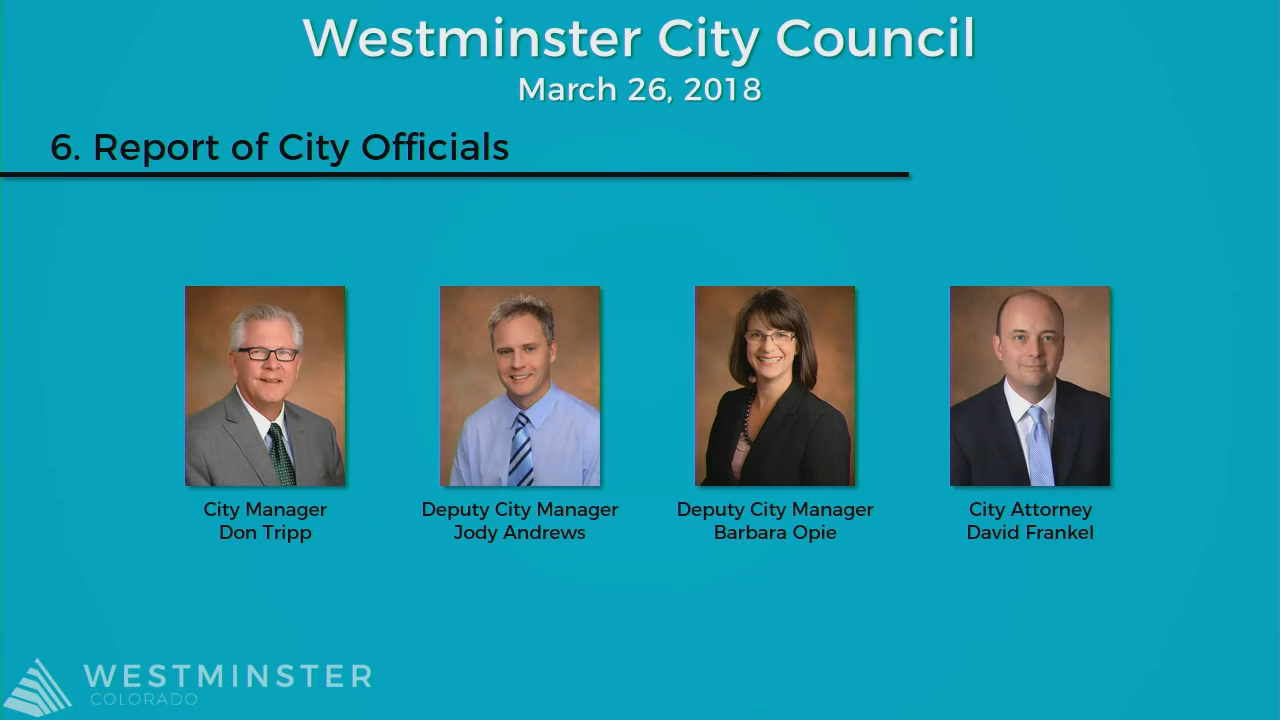 Westminster City Council
March 26, 2018
6. Report of City Officials
City Manager
Don Tripp
Deputy City Manager
Jody Andrews
Deputy City Manager
Barbara Opie
City Attorney
David Frankel
WESTMINSTER
COLORADO